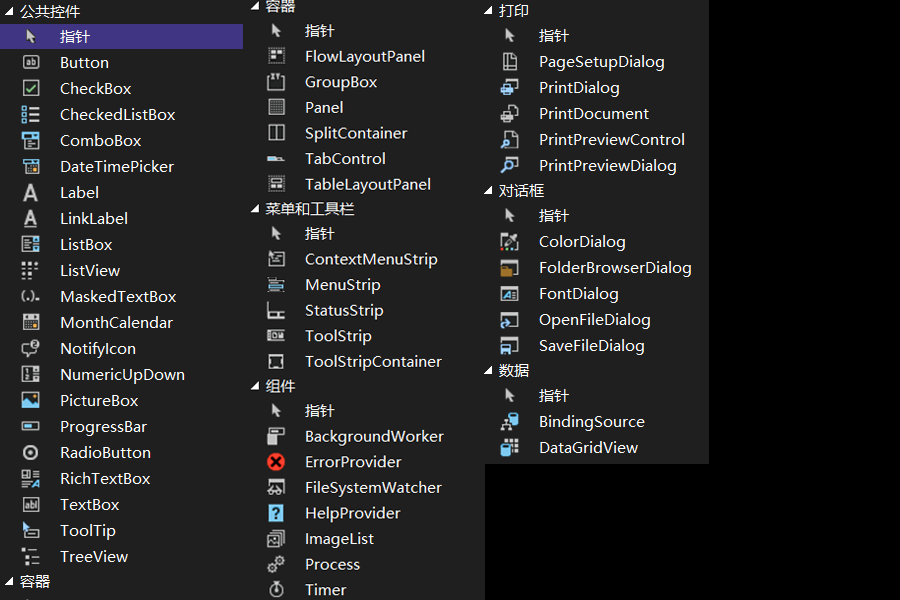 公共控件
指针
Button
CheckBox
CheckedListBox
ComboBox
DateTimePicker
Label
LinkLabel
ListBox
ListView
MaskedTextBox
MonthCalendar
NotifyIcon
NumericUpDown
PictureBox
ProgressBar
RadioButton
RichTextBox
TextBox
ToolTip
TreeView
容器
容器
指针
FlowLayoutPanel
GroupBox
Panel
SplitContainer
TabControl
TableLayoutPanel
菜单和工具栏
指针
ContextMenuStrip
MenuStrip
StatusStrip
ToolStrip
ToolStripContainer
组件
指针
BackgroundWorker
ErrorProvider
FileSystemWatcher
HelpProvider
ImageList
Process
Timer
打印
指针
PageSetupDialog
PrintDialog
PrintDocument
PrintPreviewControl
PrintPreviewDialog
对话框
指针
ColorDialog
FolderBrowserDialog
FontDialog
OpenFileDialog
SaveFileDialog
数据
指针
BindingSource
DataGridView